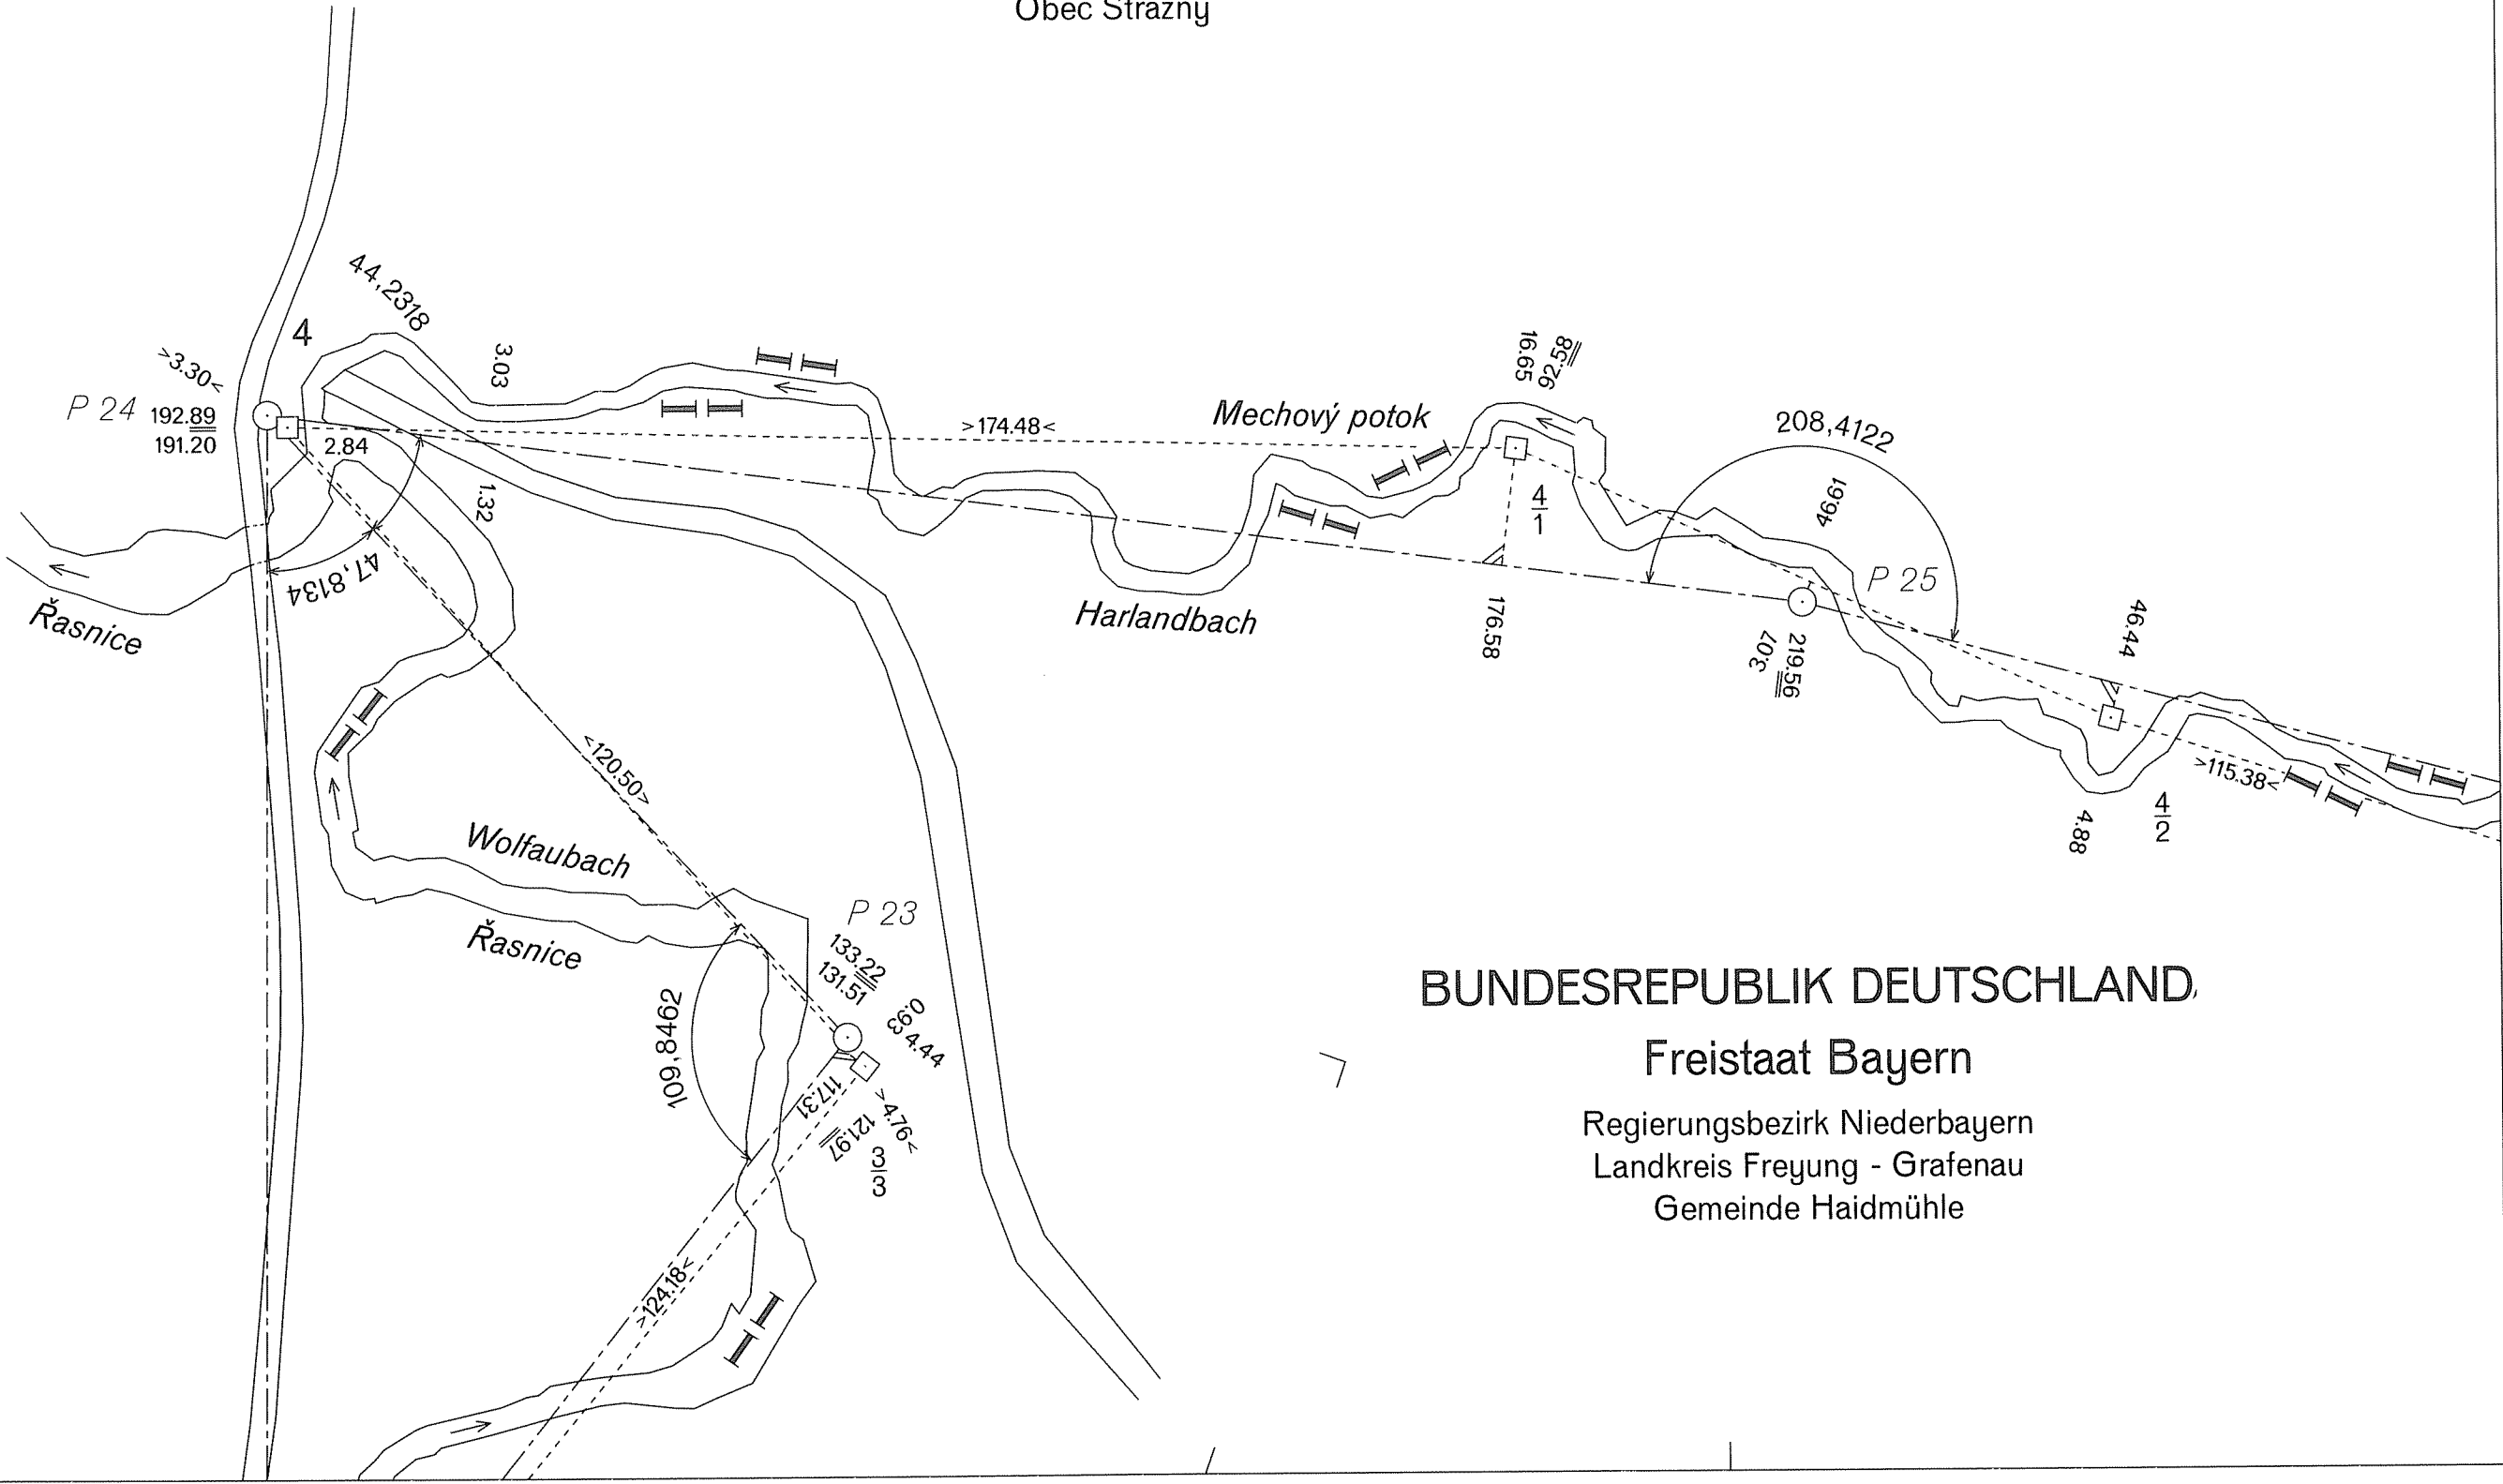 Obec Strážný
44,2318
4
>3.30<
P 24
192.89
191.20
2.84
3.03
1.32
47,8134
Řasnice
>174.48<
Mechový potok
Harlandbach
16.65
92.58
4
1
176.58
208,4122
46.61
P 25
3.07
219.56
46.44
>115.38<
4
2
4.88
<120.50>
Wolfaubach
Řasnice
P 23
133.22
131.51
0.93
4.44
109,8462
117.31
121.97
>4.76<
3
3
>124.18<
BUNDESREPUBLIK DEUTSCHLAND,
Freistaat Bayern
Regierungsbezirk Niederbayern
Landkreis Freyung - Grafenau
Gemeinde Haidmühle